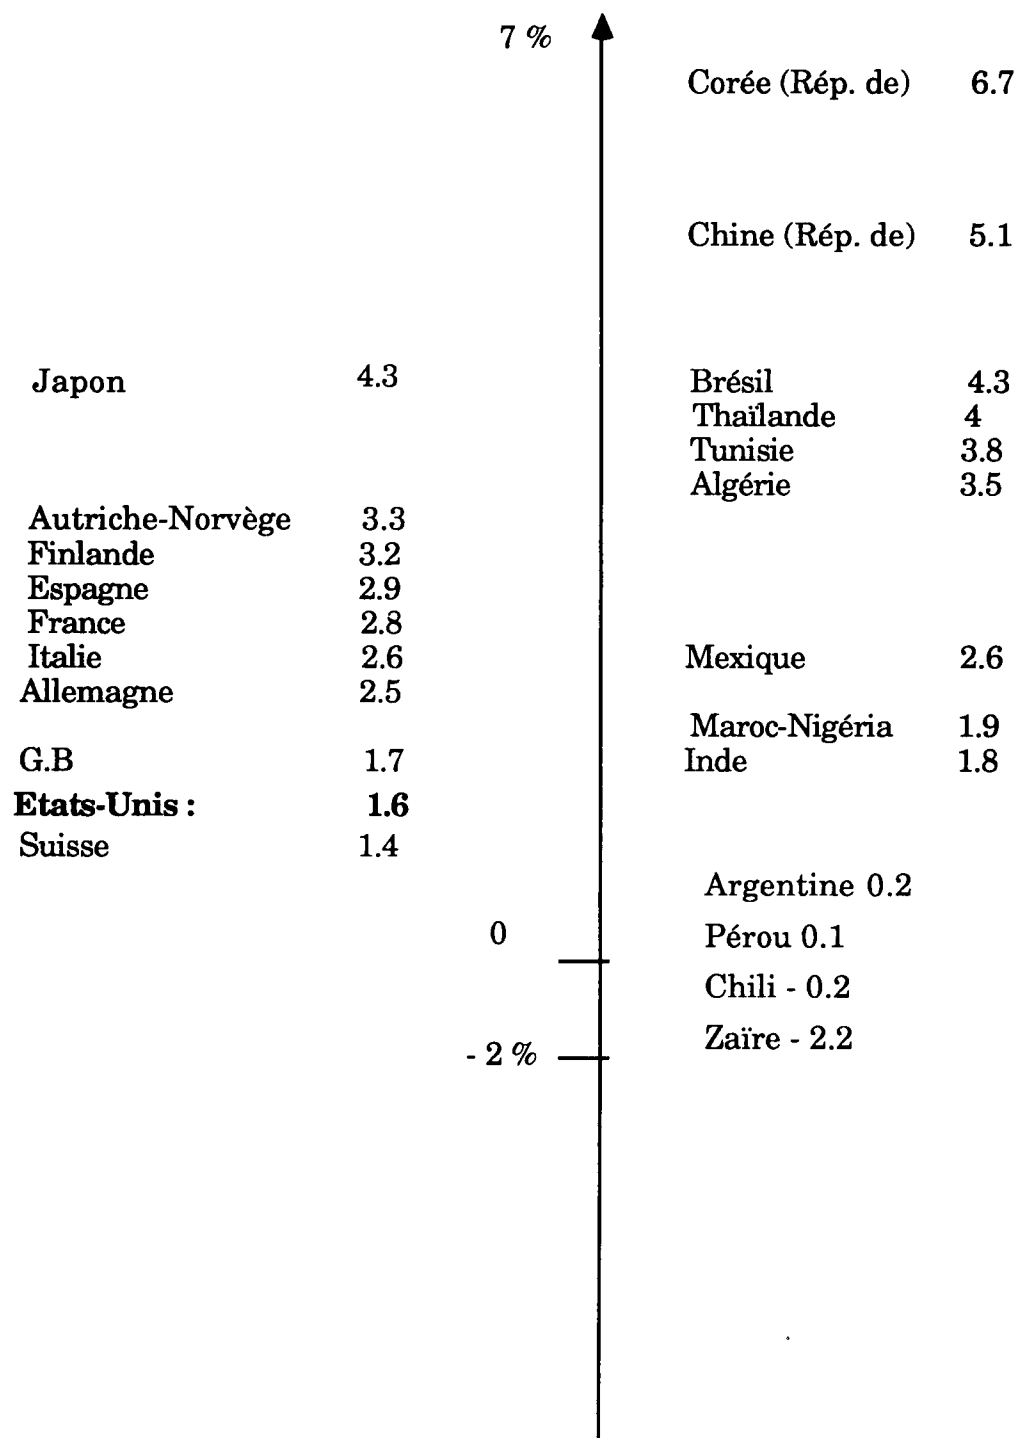 7 %
Corée (Rép. de) 6.7
Chine (Rép. de) 5.1
Japon 4.3 Brésil 4.3
Thaïlande 4
Tunisie 3.8
Algérie 3.5
Autriche-Norvège 3.3
Finlande 3.2
Espagne 2.9
France 2.8
Italie 2.6 Mexique 2.6
Allemagne 2.5
Maroc-Nigéria 1.9
G.B 1.7 Inde 1.8
Etats-Unis : 1.6
Suisse 1.4
Argentine 0.2
0 Pérou 0.1
Chili - 0.2
- 2 % Zaïre - 2.2